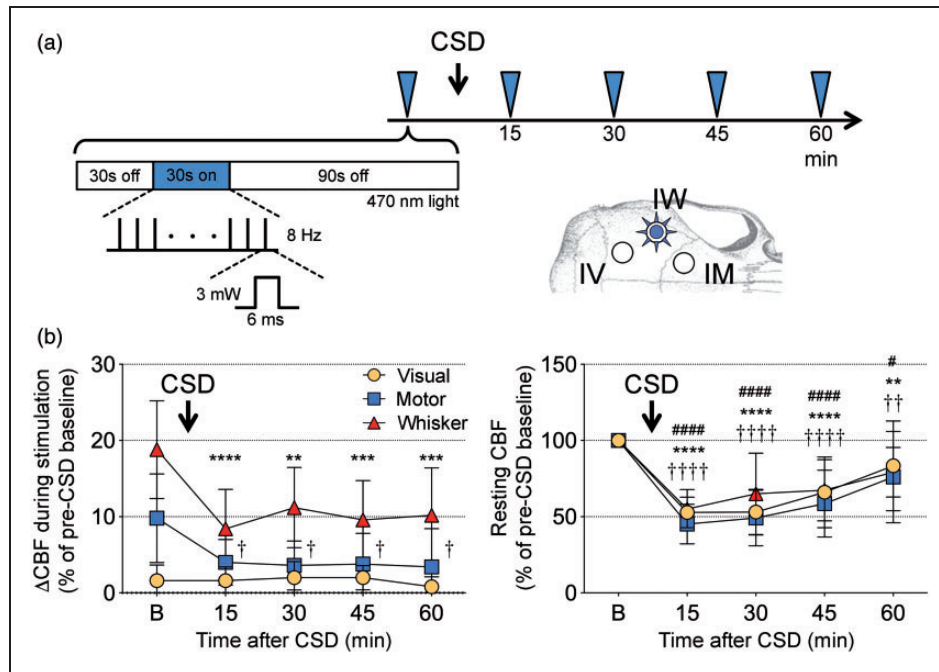 (a)
CSD
15 30 45 60
min
30s off 30s on 90s off
470 nm light
8 Hz
3 mW
6 ms
IW
IV IM
(b)
ΔCBF during stimulation
(% of pre-CSD baseline)
30
20
10
0
CSD
Visual
Motor
Whisker
**** ** *** ***
† † † †
B 15 30 45 60
Time after CSD (min)
Resting CBF
(% of pre-CSD baseline)
150
100
50
0
CSD
#### #### #### #
**** **** **** **
†††† †††† †††† ††
B 15 30 45 60
Time after CSD (min)